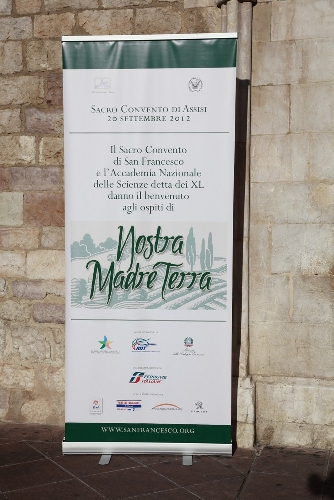 Sacro Convento di Assisi
20 settembre 2012
Il Sacro Convento
di San Francesco
e l'Accademia Nazionale
delle Scienze detta dei XL
danno il benvenuto
agli ospiti di
Nostra
Madre Terra
FERROVIE
www.sanfrancesco.org